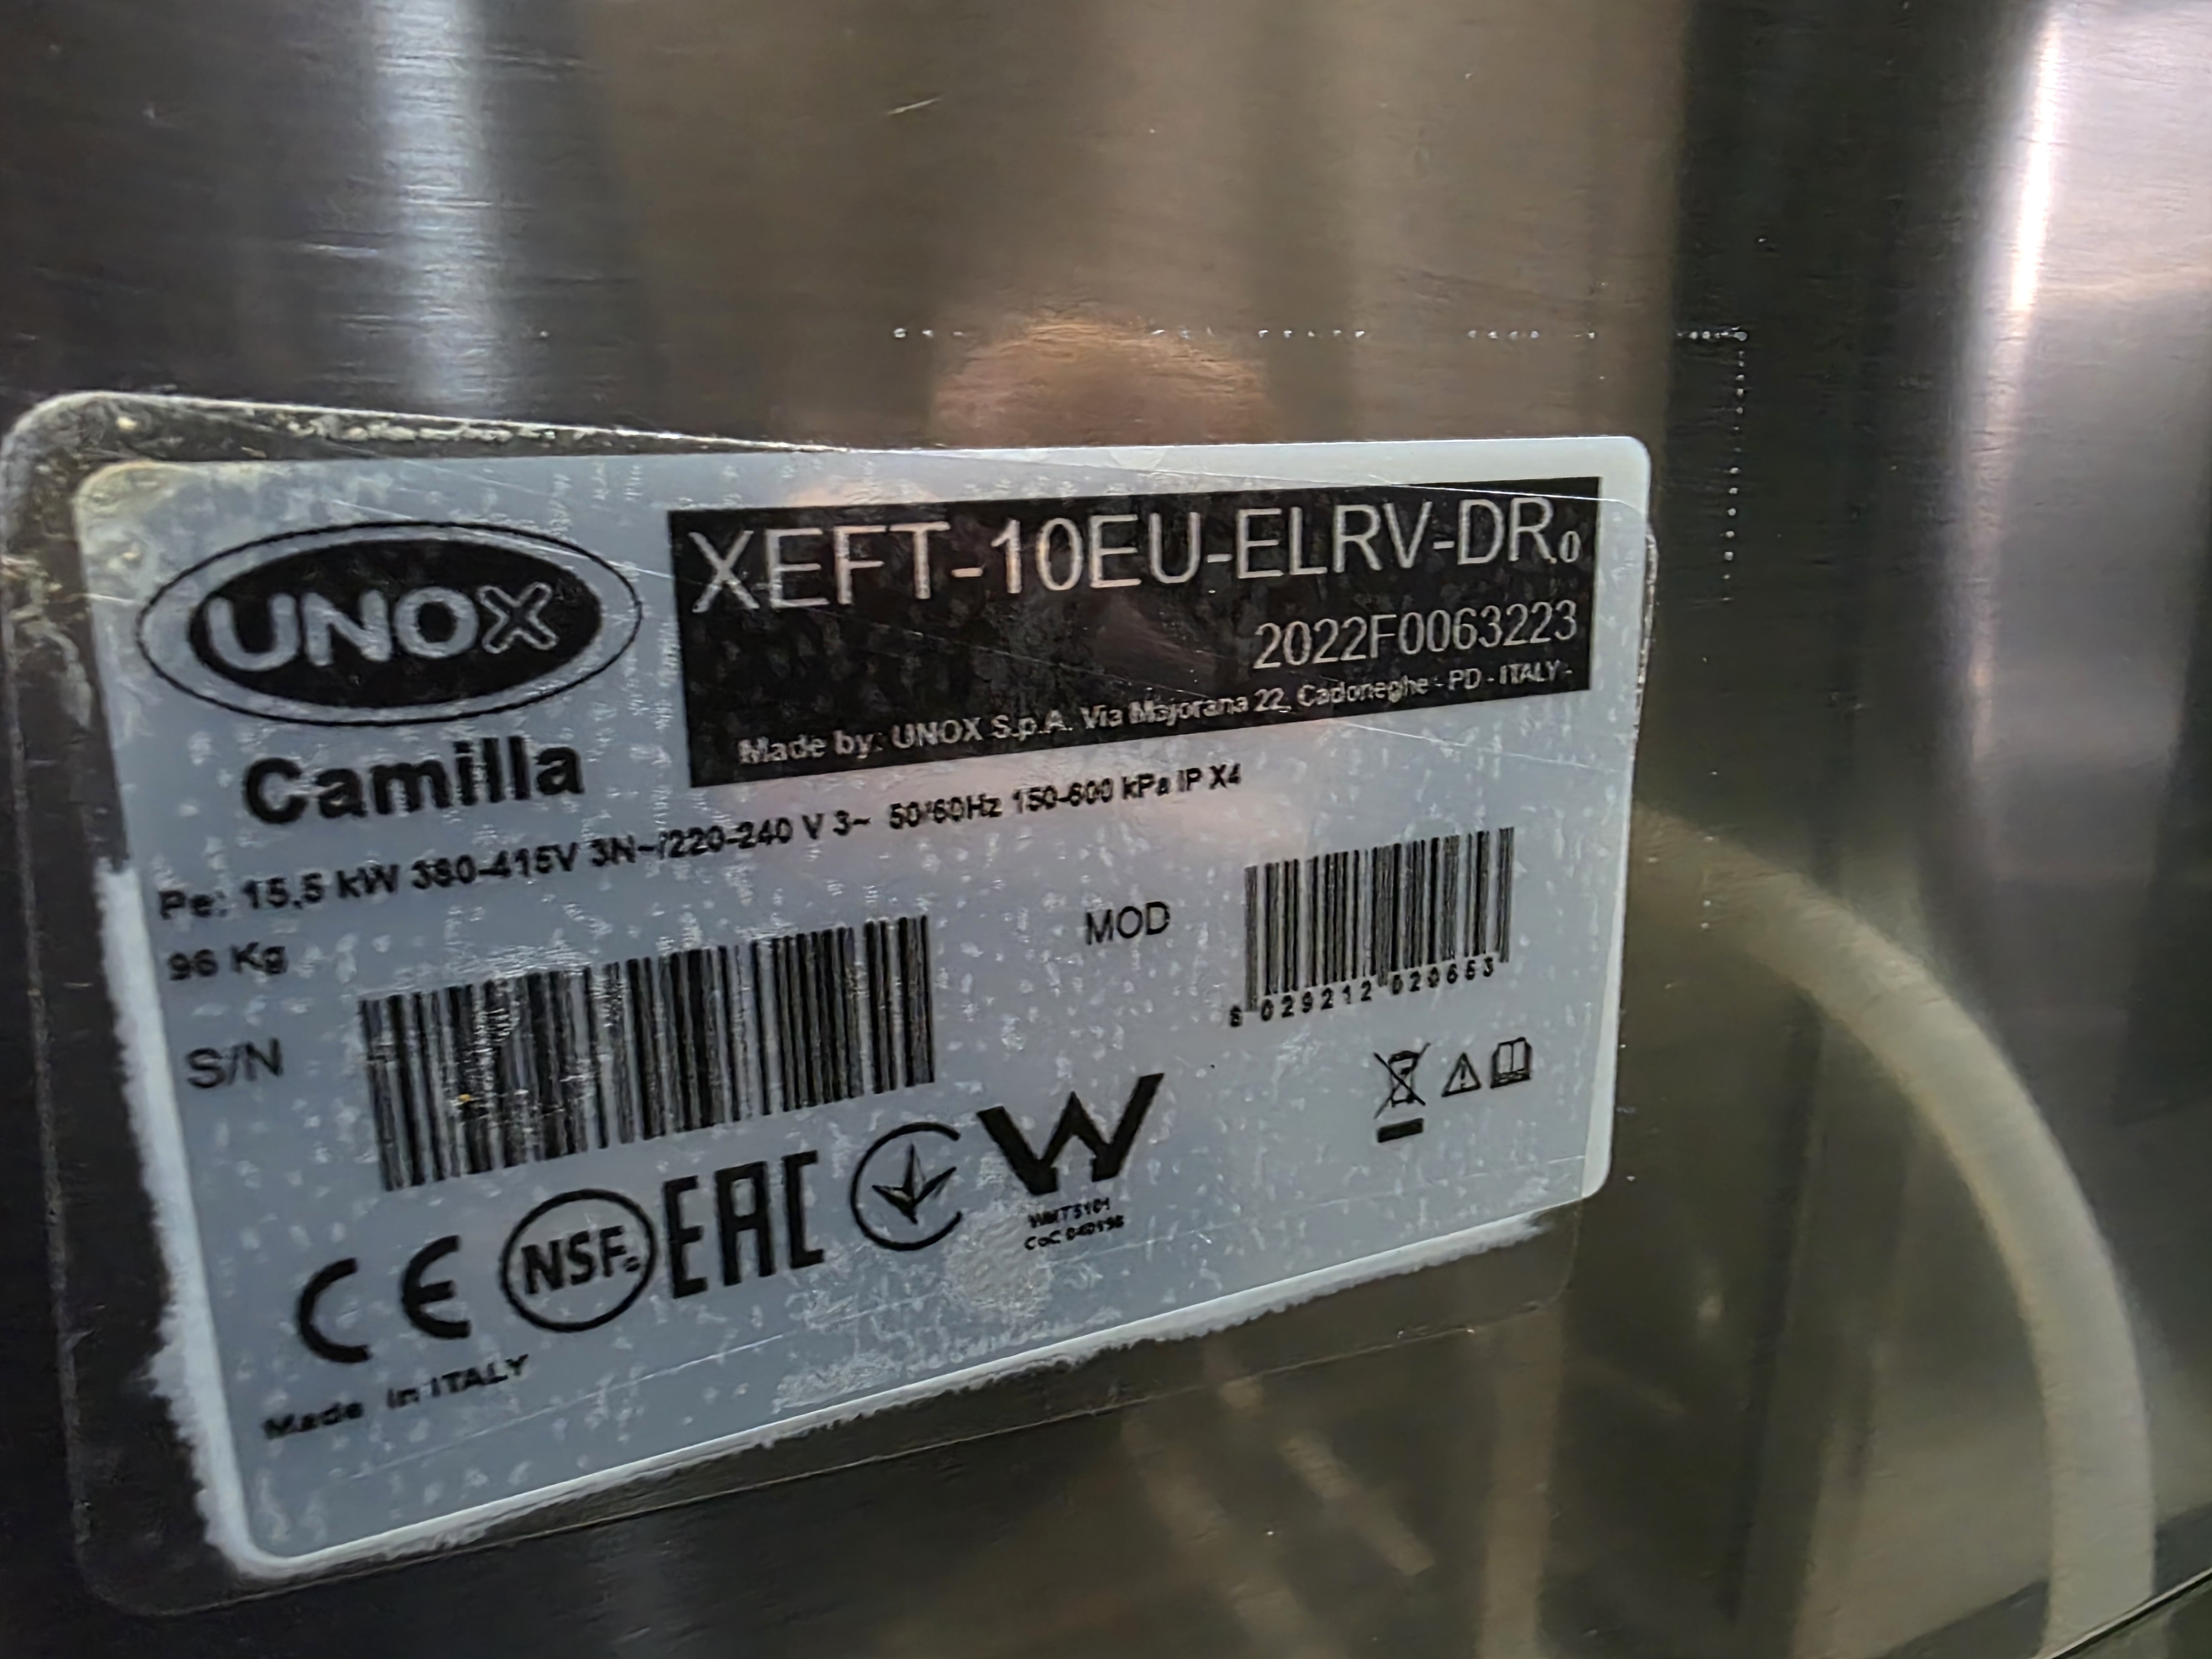 UNOX
XEFT-10EU-ELRV-DR.0
2022F0063223
Made by: UNOX S.p.A. Via Majorana 22, Cadoneghe - PD - ITALY -
Camilla
Pe: 15,5 kW 380-415V 3N~/220-240 V 3~ 50/60Hz 150-600 kPa IP X4
96 Kg
S/N
MOD
8 029212 020653
CE NSF EAC
W
Made in ITALY